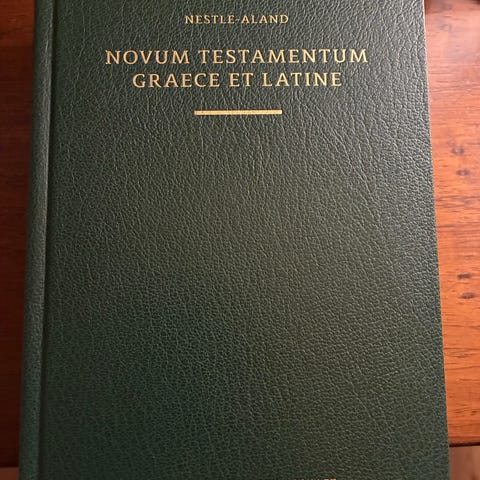 NESTLE-ALAND
NOVUM TESTAMENTUM
GRAECE ET LATINE